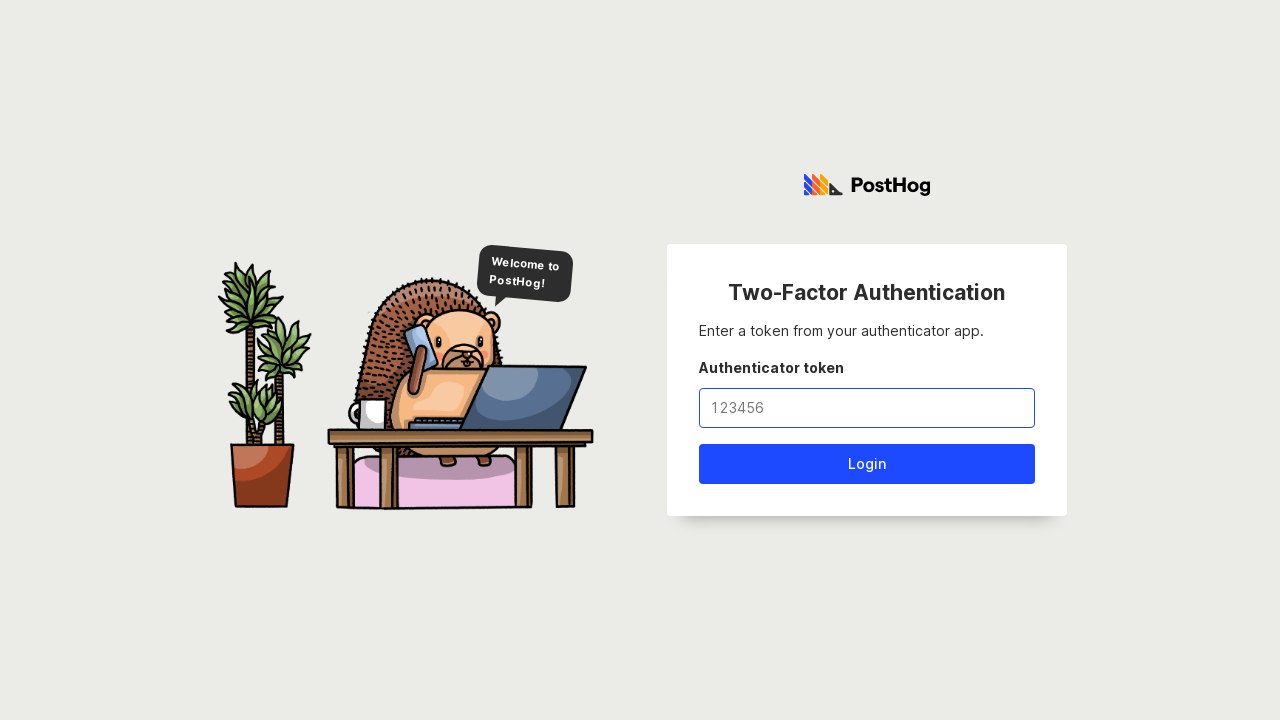 PostHog
Welcome to
PostHog!
Two-Factor Authentication
Enter a token from your authenticator app.
Authenticator token
123456
Login